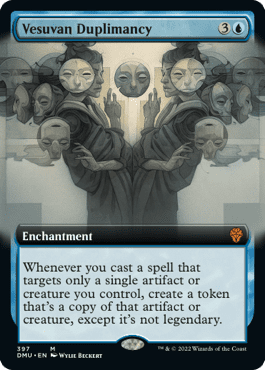 Vesuvan Duplimancy 3
Enchantment
Whenever you cast a spell that
targets only a single artifact or
creature you control, create a token
that's a copy of that artifact or
creature, except it's not legendary.
397 M
DMU • EN WYLIE BECKERT ™ & © 2022 Wizards of the Coast